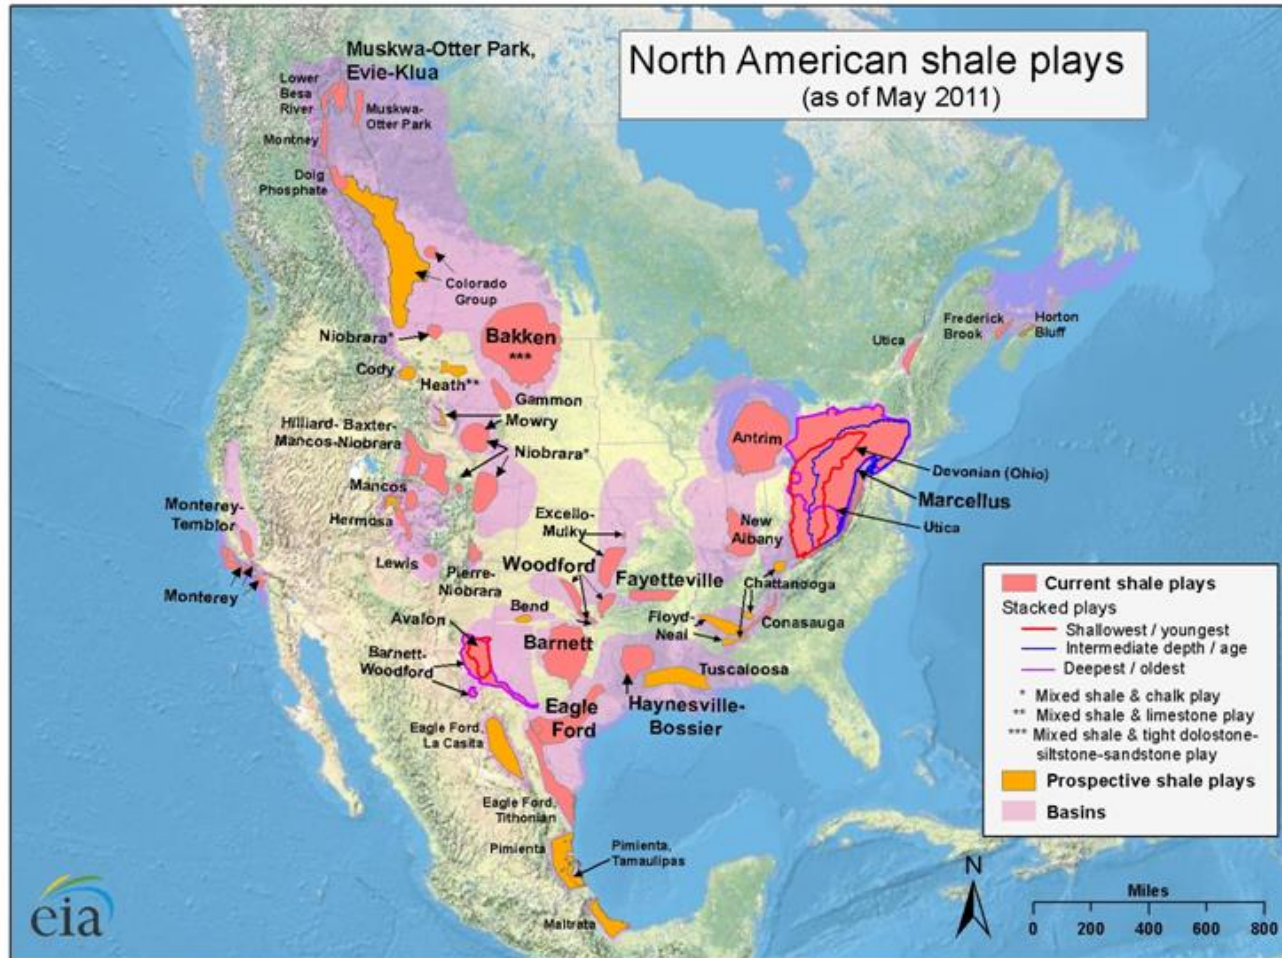 North American shale plays
(as of May 2011)
Muskwa-Otter Park,
Evie-Klua
Lower
Besa
River
Muskwa-
Otter Park
Montney
Doig
Phosphate
Colorado
Group
Niobrara*
Bakken
***
Cody
Heath**
Gammon
Mowry
Hilliard- Baxter-
Mancos-Niobrara
Niobrara*
Mancos
Hermosa
Monterey-
Temblor
Monterey
Lewis
Pierre-
Niobrara
Excello-
Mulky
Woodford
Fayetteville
New
Albany
Antrim
Utica
Frederick
Brook
Horton
Bluff
Devonian (Ohio)
Marcellus
Utica
Chattanooga
Conasauga
Floyd-
Neal
Bend
Avalon
Barnett
Barnett-
Woodford
Tuscaloosa
Haynesville-
Bossier
Eagle
Ford
Eagle Ford,
La Casita
Eagle Ford,
Tithonian
Pimienta
Pimienta,
Tamaulipas
Maltrata
Current shale plays
Stacked plays
Shallowest / youngest
Intermediate depth / age
Deepest / oldest
* Mixed shale & chalk play
** Mixed shale & limestone play
*** Mixed shale & tight dolostone-
siltstone-sandstone play
Prospective shale plays
Basins
N
Miles
0 200 400 600 800
eia